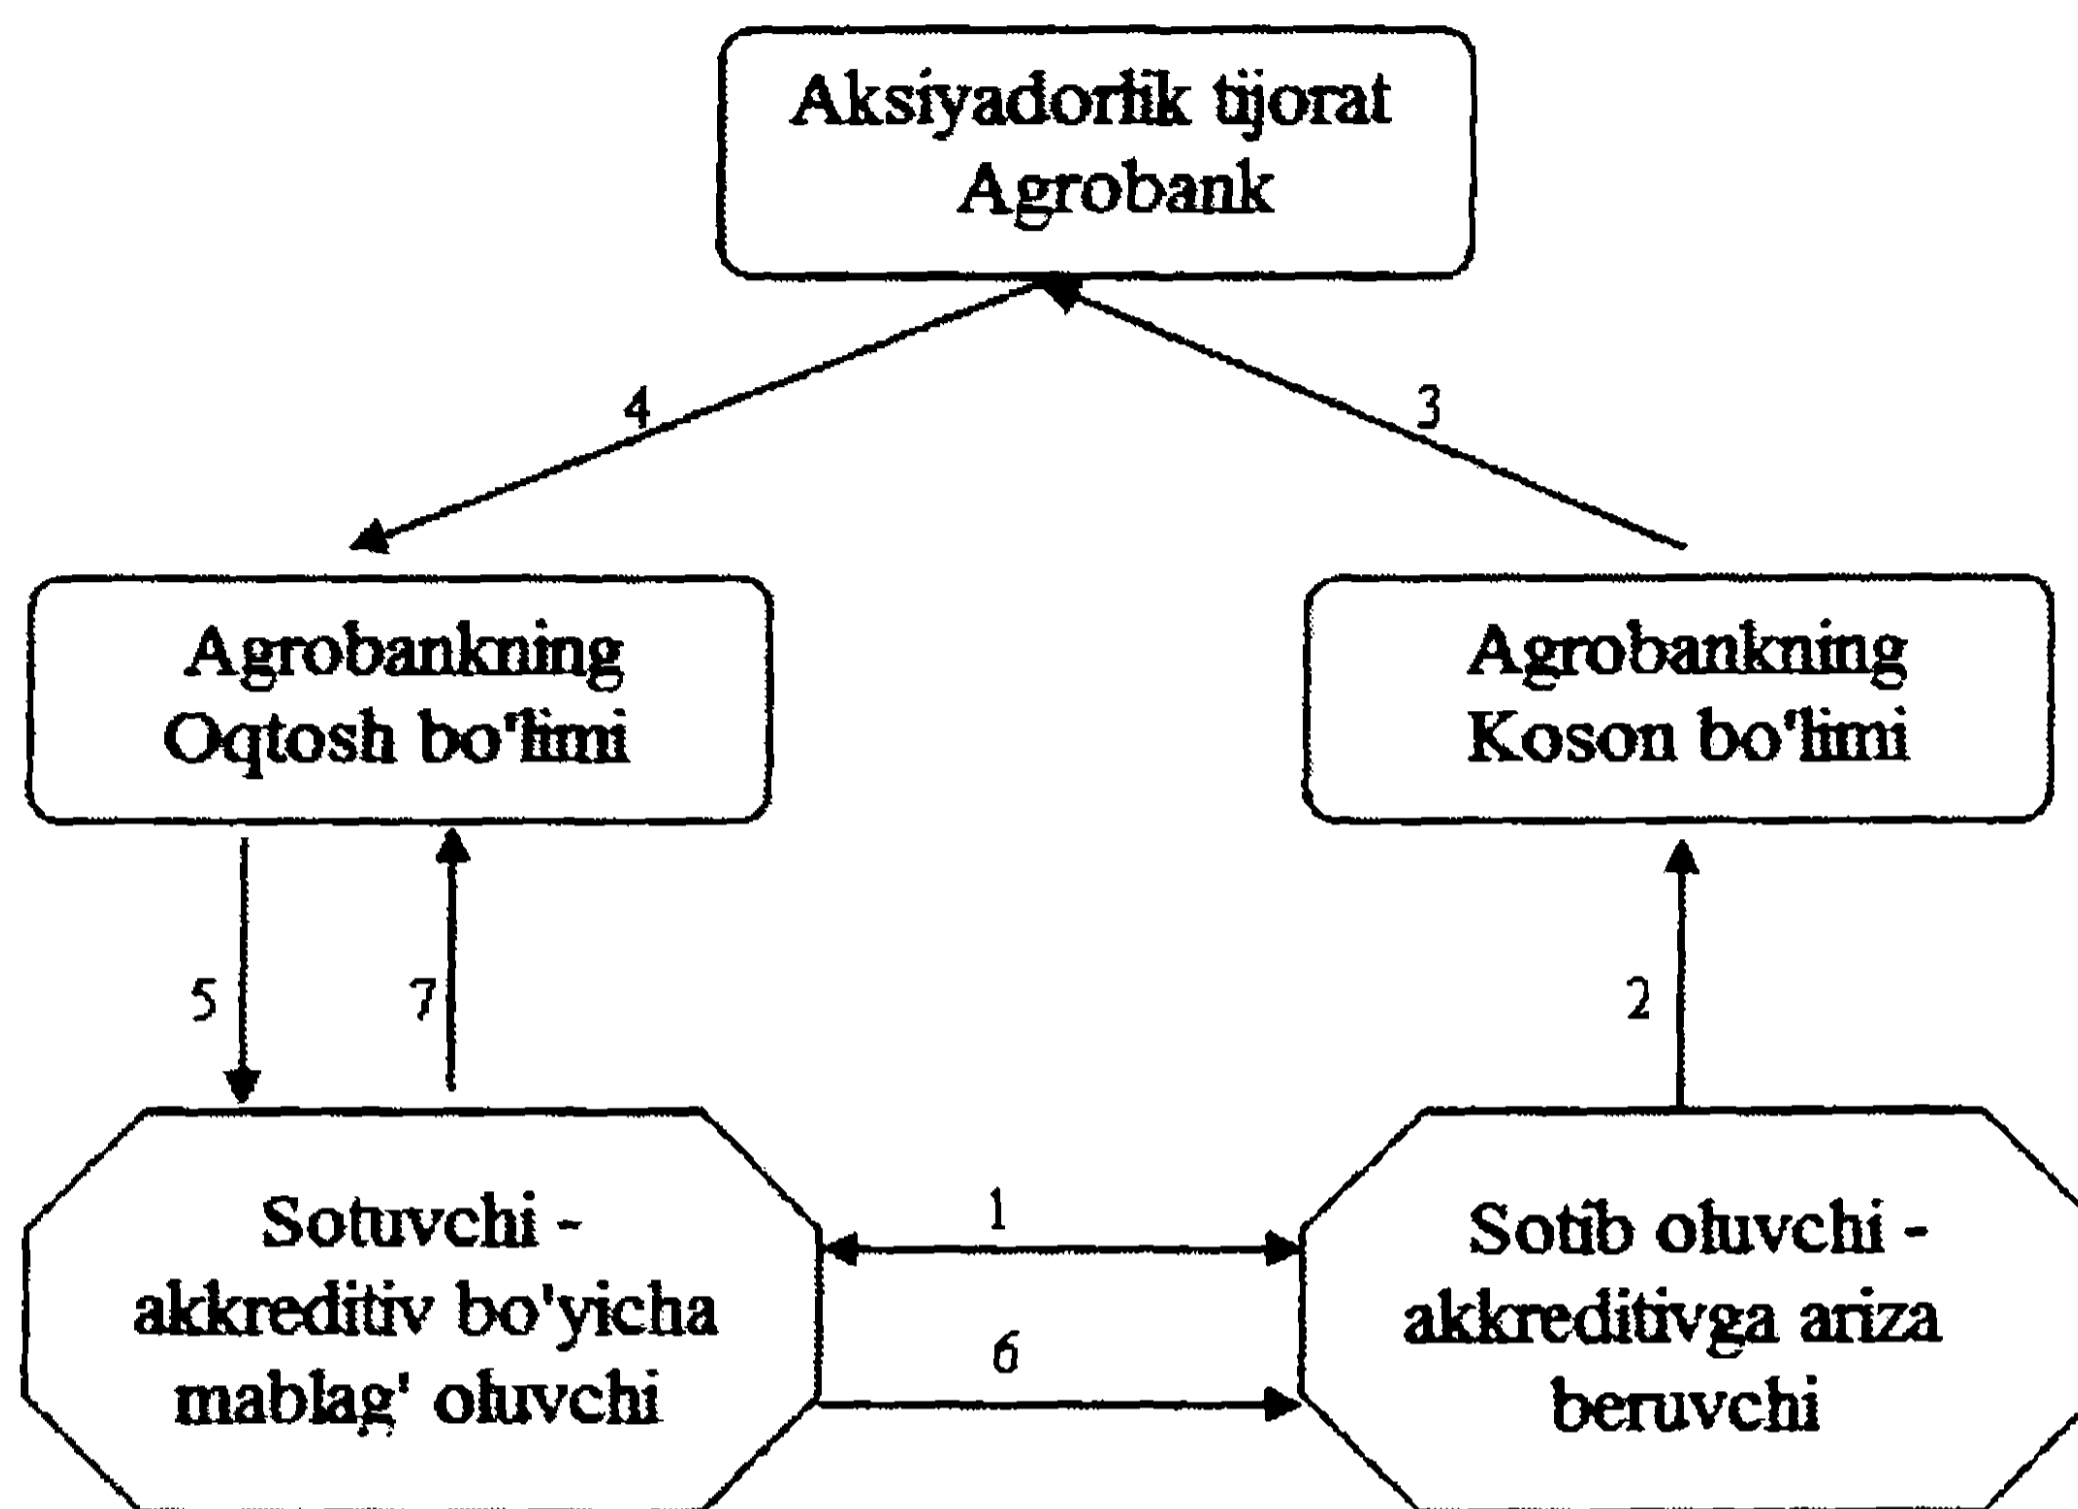 Aksiyadorlik tijorat
Agrobank
4
3
Agrobankning
Oqtosh bo'limi
Agrobankning
Koson bo'limi
5
7
2
Sotuvchi -
akkreditiv bo'yicha
mablag' oluvchi
1
6
Sotib oluvchi -
akkreditivga ariza
beruvchi